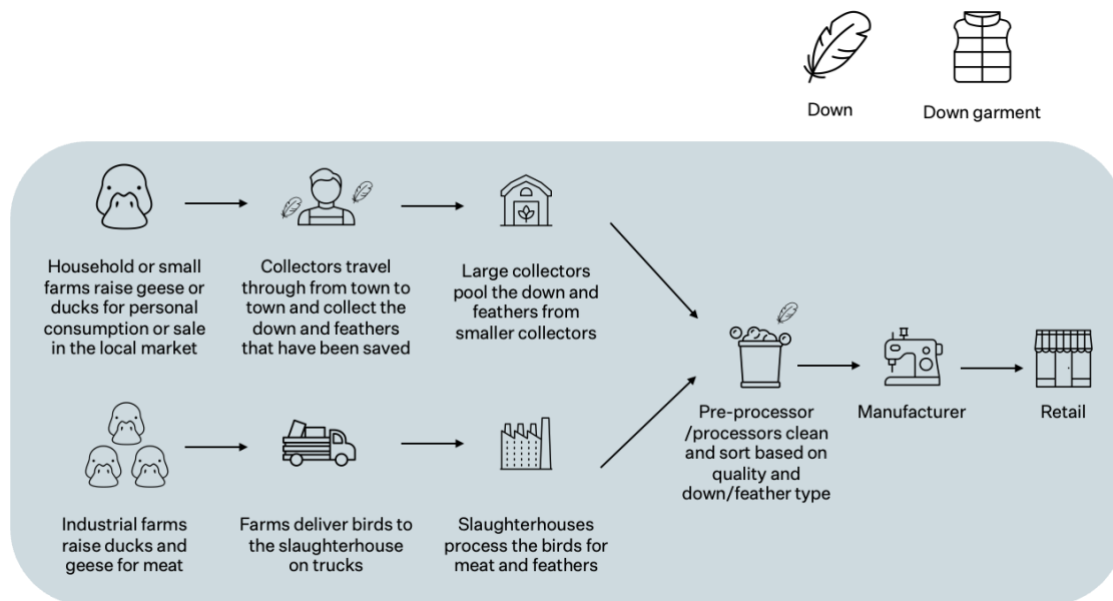 Down
Down garment
Household or small
farms raise geese or
ducks for personal
consumption or sale
in the local market
Collectors travel
through from town to
town and collect the
down and feathers
that have been saved
Large collectors
pool the down and
feathers from
smaller collectors
Pre-processor
/processors clean
and sort based on
quality and
down/feather type
Manufacturer
Retail
Industrial farms
raise ducks and
geese for meat
Farms deliver birds to
the slaughterhouse
on trucks
Slaughterhouses
process the birds for
meat and feathers